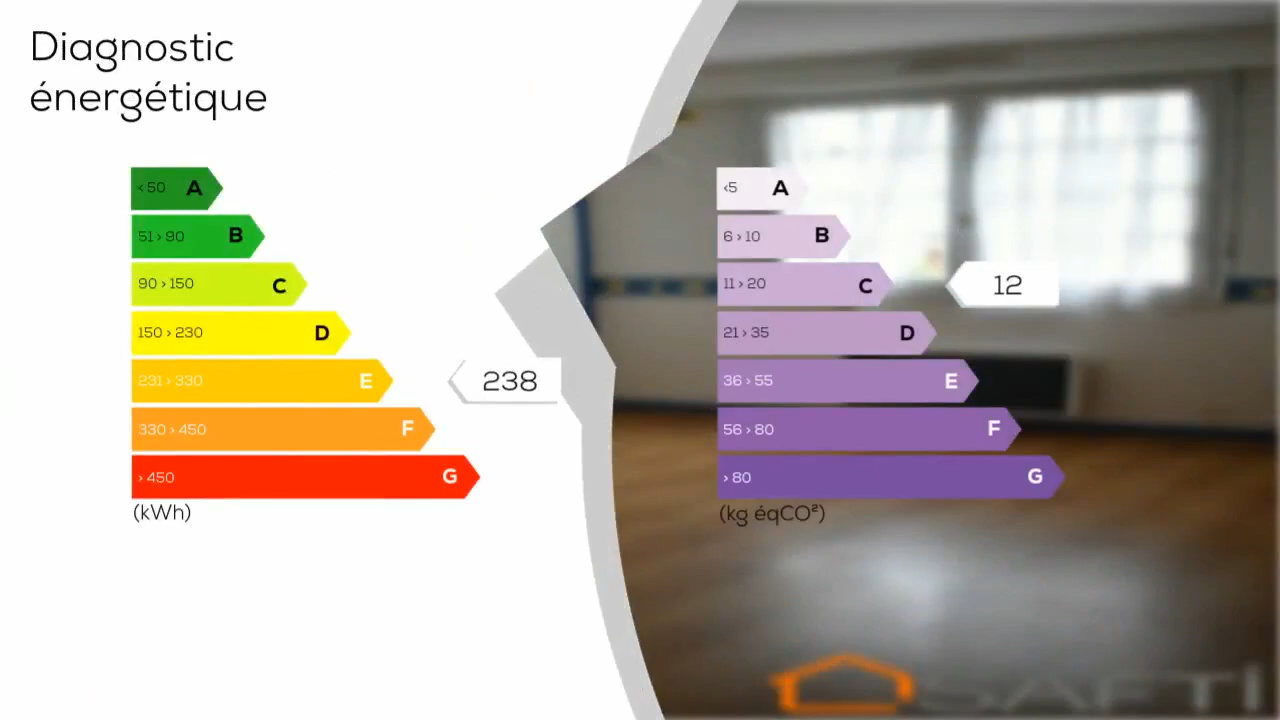 Diagnostic
énergétique
< 50 A
51 > 90 B
90 > 150 C
150 > 230 D
231 > 330 E
330 > 450 F
> 450 G
(kWh)
238
<5 A
6 > 10 B
11 > 20 C
21 > 35 D
36 > 55 E
56 > 80 F
> 80 G
(kg éqCO²)
12
SAFTI